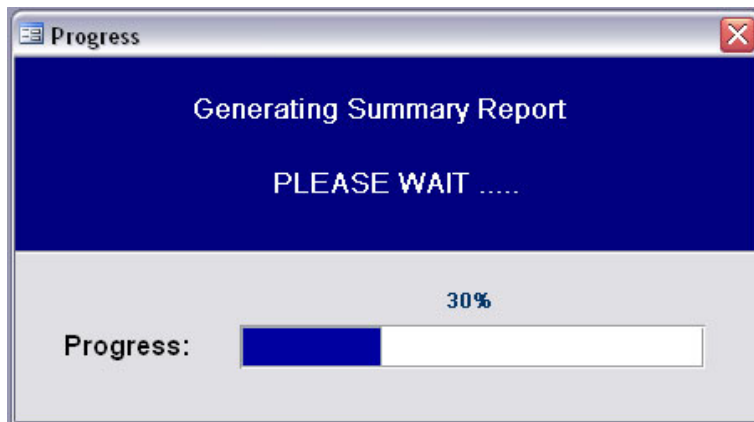 Progress
Generating Summary Report
PLEASE WAIT .....
30%
Progress: